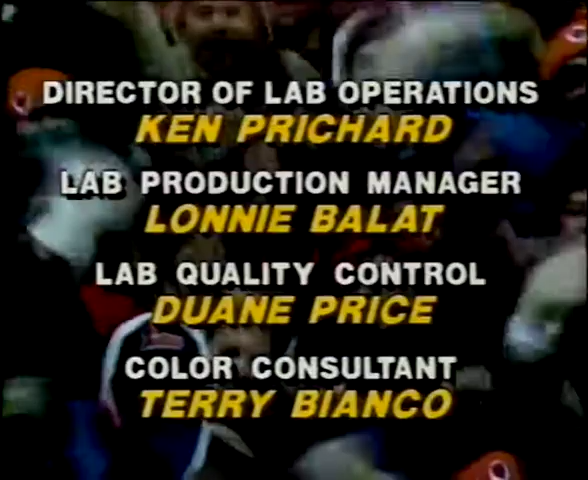 DIRECTOR OF LAB OPERATIONS
KEN PRICHARD
LAB PRODUCTION MANAGER
LONNIE BALAT
LAB QUALITY CONTROL
DUANE PRICE
COLOR CONSULTANT
TERRY BIANCO